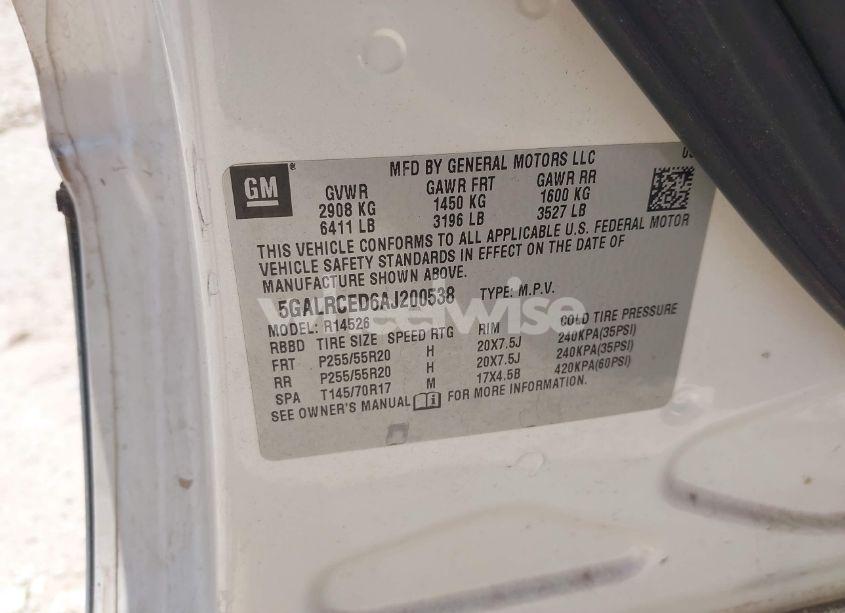 MFD BY GENERAL MOTORS LLC
GM
GVWR GAWR FRT GAWR RR
2908 KG 1450 KG 1600 KG
6411 LB 3196 LB 3527 LB
THIS VEHICLE CONFORMS TO ALL APPLICABLE U.S. FEDERAL MOTOR
VEHICLE SAFETY STANDARDS IN EFFECT ON THE DATE OF
MANUFACTURE SHOWN ABOVE.
5GALRCED6AJ200538 TYPE: M.P.V.
wheelwise
MODEL: R14526
RBBD TIRE SIZE SPEED RTG RIM COLD TIRE PRESSURE
FRT P255/55R20 H 20X7.5J 240KPA(35PSI)
RR P255/55R20 H 20X7.5J 240KPA(35PSI)
SPA T145/70R17 M 17X4.5B 420KPA(60PSI)
SEE OWNER'S MANUAL FOR MORE INFORMATION.